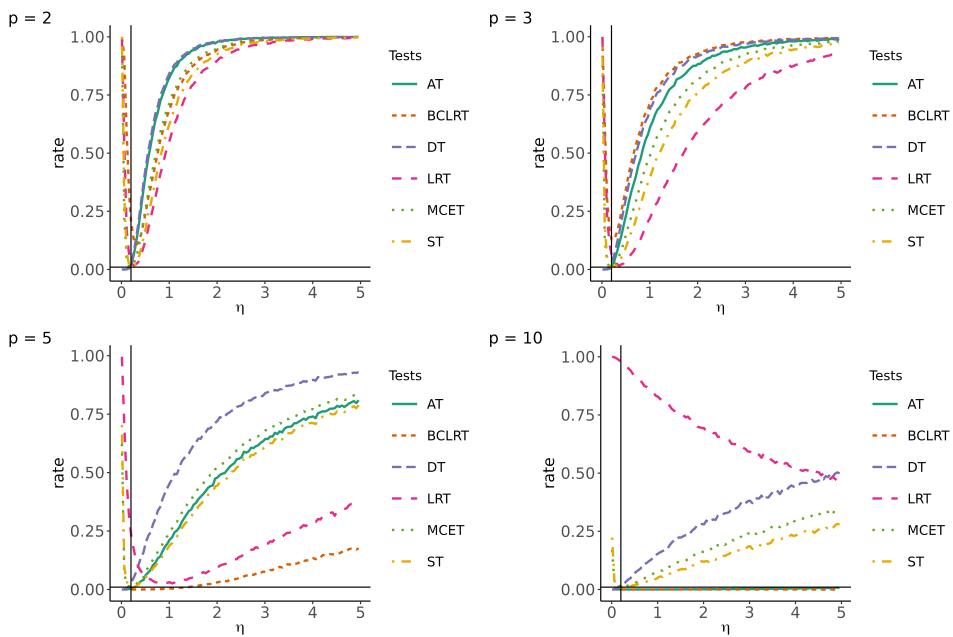 p = 2
1.00
0.75
0.50
0.25
0.00
rate
0 1 2 3 4 5
η
Tests
AT
BCLRT
DT
LRT
MCET
ST
p = 3
1.00
0.75
0.50
0.25
0.00
rate
0 1 2 3 4 5
η
Tests
AT
BCLRT
DT
LRT
MCET
ST
p = 5
1.00
0.75
0.50
0.25
0.00
rate
0 1 2 3 4 5
η
Tests
AT
BCLRT
DT
LRT
MCET
ST
p = 10
1.00
0.75
0.50
0.25
0.00
rate
0 1 2 3 4 5
η
Tests
AT
BCLRT
DT
LRT
MCET
ST